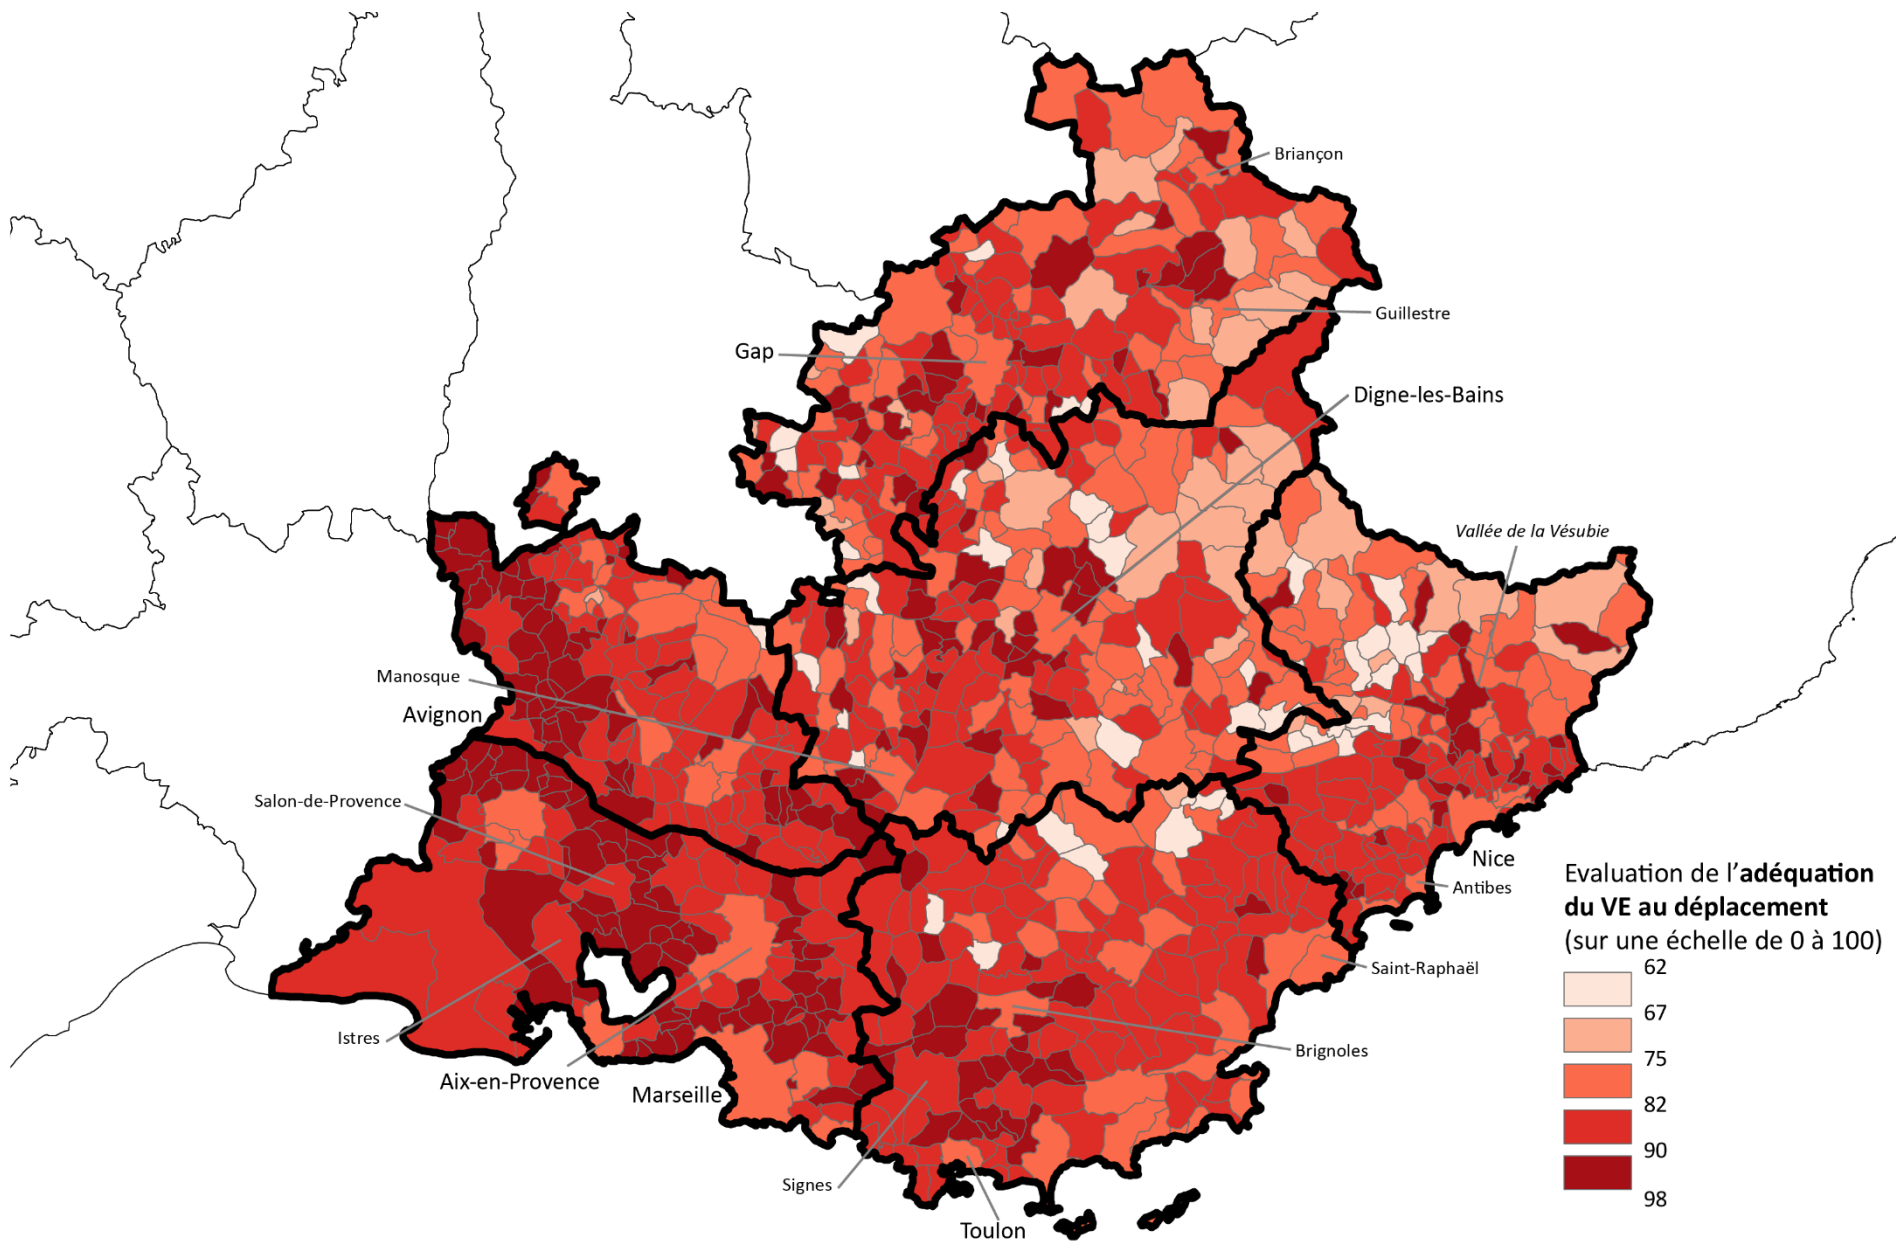 Briançon
Guillestre
Gap
Digne-les-Bains
Vallée de la Vésubie
Manosque
Avignon
Salon-de-Provence
Nice
Antibes
Evaluation de l'adéquation
du VE au déplacement
(sur une échelle de 0 à 100)
62
67
75
82
90
98
Saint-Raphaël
Istres
Brignoles
Aix-en-Provence
Marseille
Signes
Toulon